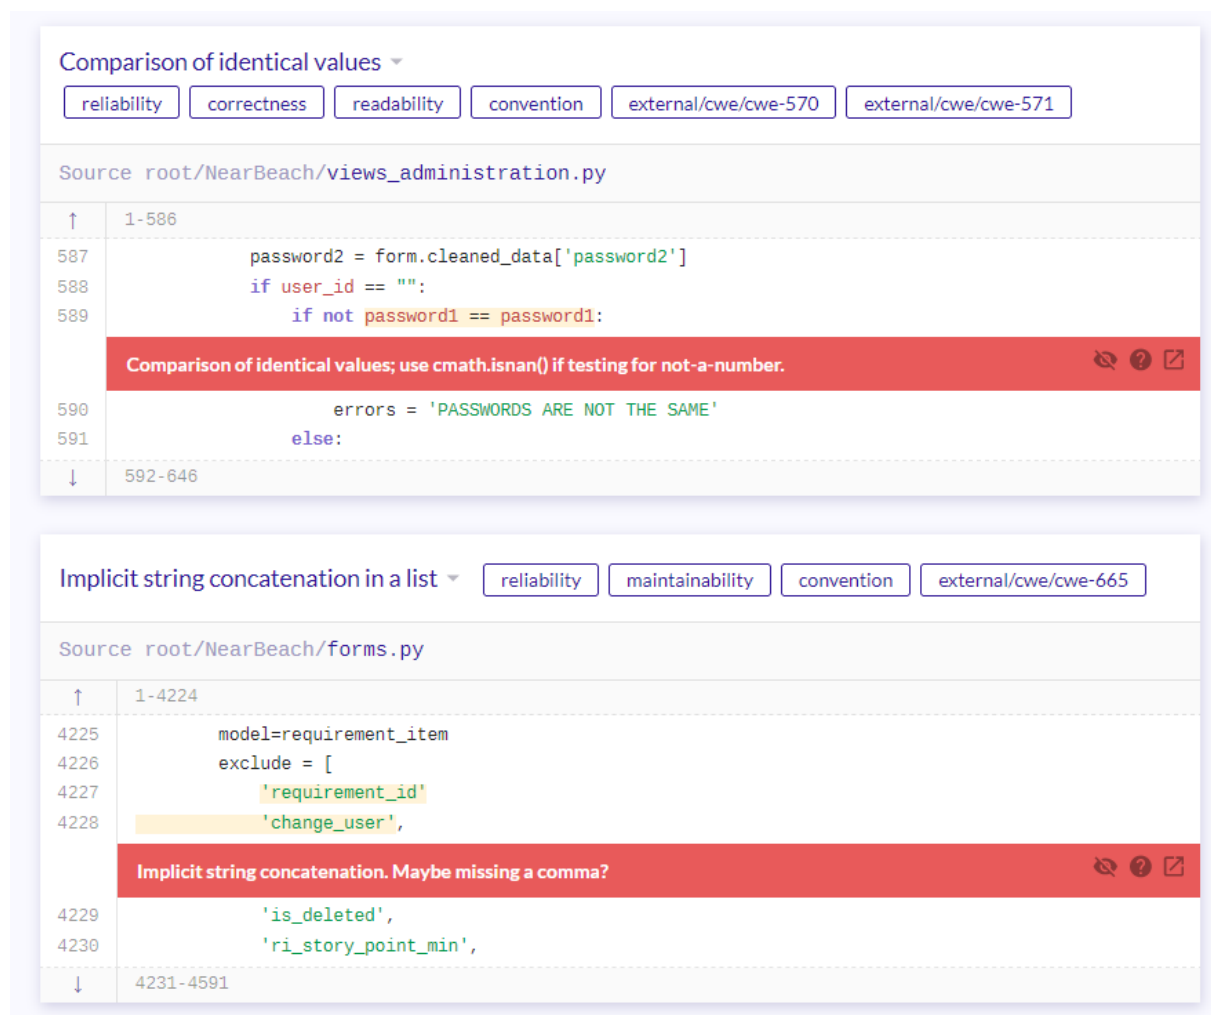 Comparison of identical values
reliability correctness readability convention external/cwe/cwe-570 external/cwe/cwe-571
Source root/NearBeach/views_administration.py
↑ 1-586
587 password2 = form.cleaned_data['password2']
588 if user_id == "":
589 if not password1 == password1:
Comparison of identical values; use cmath.isnan() if testing for not-a-number.
590 errors = 'PASSWORDS ARE NOT THE SAME'
591 else:
↓ 592-646
Implicit string concatenation in a list reliability maintainability convention external/cwe/cwe-665
Source root/NearBeach/forms.py
↑ 1-4224
4225 model=requirement_item
4226 exclude = [
4227 'requirement_id'
4228 'change_user',
Implicit string concatenation. Maybe missing a comma?
4229 'is_deleted',
4230 'ri_story_point_min',
↓ 4231-4591